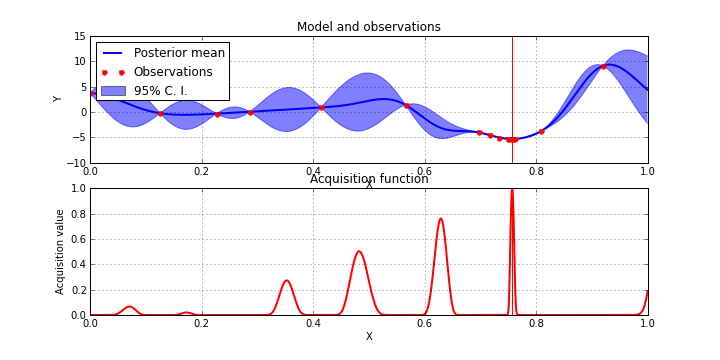 Model and observations
15
10
5
0
−5
−10
Y
Posterior mean
Observations
95% C. I.
0.0 0.2 0.4 0.6 0.8 1.0
X
Acquisition function
1.0
0.8
0.6
0.4
0.2
0.0
Acquisition value
0.0 0.2 0.4 0.6 0.8 1.0
X